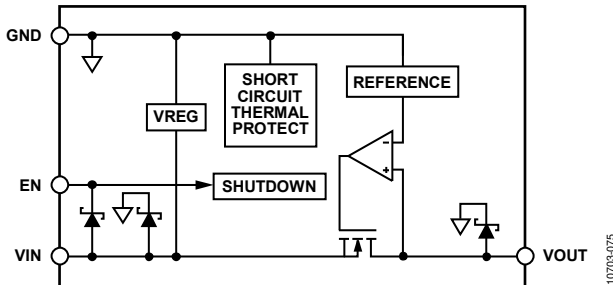 GND
SHORT
CIRCUIT
THERMAL
PROTECT
REFERENCE
VREG
-
+
EN
SHUTDOWN
VIN
VOUT
10703-075